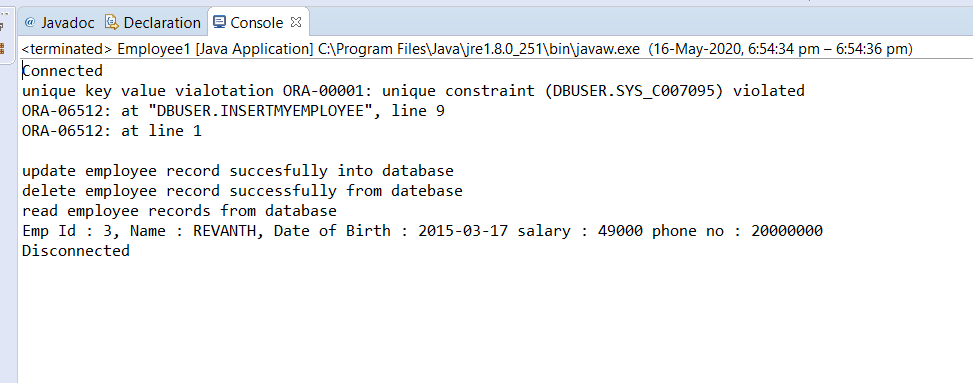 @ Javadoc Declaration Console
<terminated> Employee1 [Java Application] C:\Program Files\Java\jre1.8.0_251\bin\javaw.exe (16-May-2020, 6:54:34 pm – 6:54:36 pm)
Connected
unique key value vialotation ORA-00001: unique constraint (DBUSER.SYS_C007095) violated
ORA-06512: at "DBUSER.INSERTMYEMPLOYEE", line 9
ORA-06512: at line 1
update employee record succesfully into database
delete employee record successfully from datebase
read employee records from database
Emp Id : 3, Name : REVANTH, Date of Birth : 2015-03-17 salary : 49000 phone no : 20000000
Disconnected